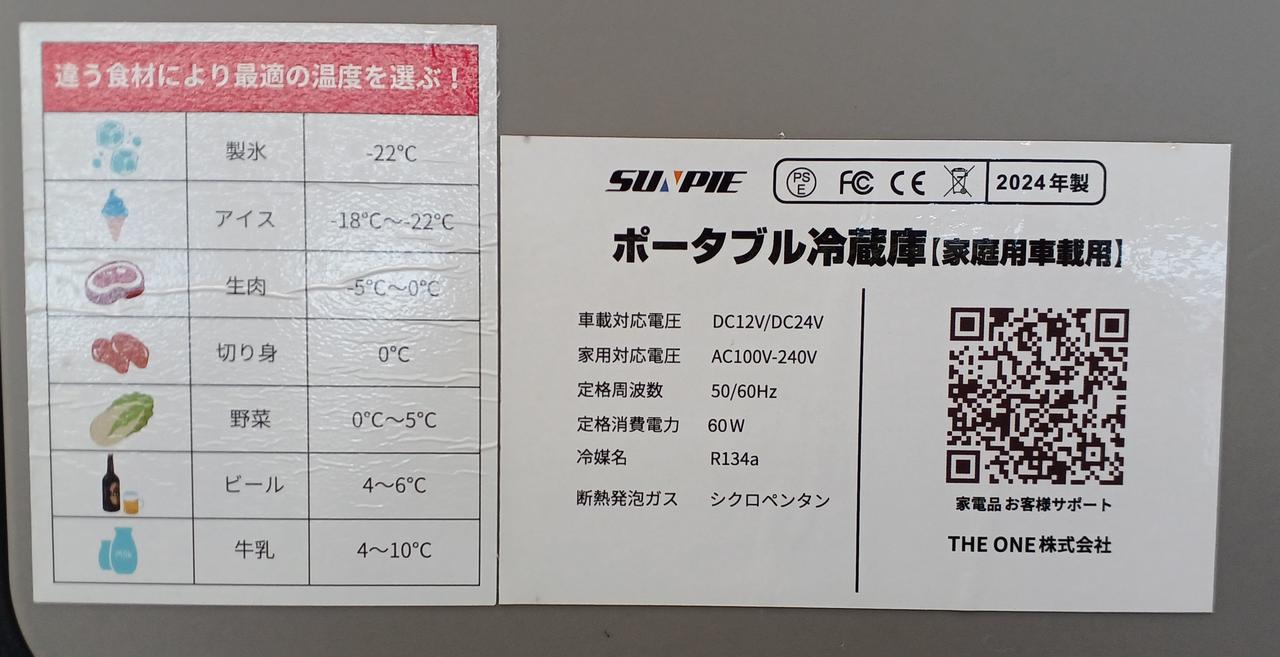 違う食材により最適の温度を選ぶ！
製氷 -22℃
アイス -18℃～-22℃
生肉 -5℃～0℃
切り身 0℃
野菜 0℃～5℃
ビール 4～6℃
Milk 牛乳 4～10℃
SUNPIE PS E FC CE 2024年製
ポータブル冷蔵庫【家庭用車載用】
車載対応電圧 DC12V/DC24V
家用対応電圧 AC100V-240V
定格周波数 50/60Hz
定格消費電力 60W
冷媒名 R134a
断熱発泡ガス シクロペンタン
家電品お客様サポート
THE ONE株式会社